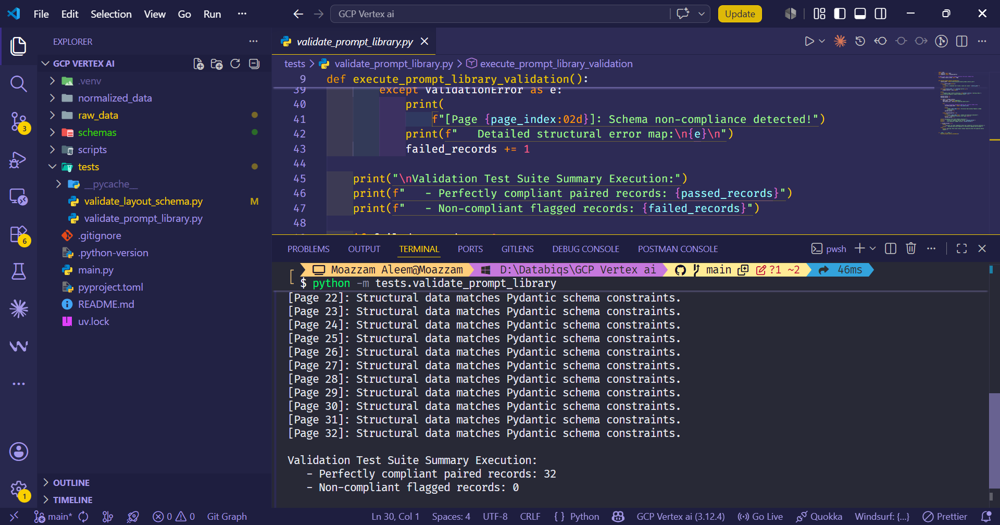 File Edit Selection View Go Run ···
GCP Vertex ai
Update
EXPLORER
GCP VERTEX AI
.venv
normalized_data
raw_data
schemas
scripts
tests
__pycache__
validate_layout_schema.py M
validate_prompt_library.py
.gitignore
.python-version
main.py
pyproject.toml
README.md
uv.lock
OUTLINE
TIMELINE
3
6
1
validate_prompt_library.py
tests > validate_prompt_library.py > execute_prompt_library_validation
9 def execute_prompt_library_validation():
39 except ValidationError as e:
40 print(
41 f"[Page {page_index:02d}]: Schema non-compliance detected!")
42 print(f"   Detailed structural error map:\n{e}\n")
43 failed_records += 1
44
45 print("\nValidation Test Suite Summary Execution:")
46 print(f"   - Perfectly compliant paired records: {passed_records}")
47 print(f"   - Non-compliant flagged records: {failed_records}")
48
PROBLEMS OUTPUT TERMINAL PORTS GITLENS DEBUG CONSOLE POSTMAN CONSOLE
pwsh
Moazzam Aleem@Moazzam D:\Databiqs\GCP Vertex ai main ?1 ~2 46ms
$ python -m tests.validate_prompt_library
[Page 22]: Structural data matches Pydantic schema constraints.
[Page 23]: Structural data matches Pydantic schema constraints.
[Page 24]: Structural data matches Pydantic schema constraints.
[Page 25]: Structural data matches Pydantic schema constraints.
[Page 26]: Structural data matches Pydantic schema constraints.
[Page 27]: Structural data matches Pydantic schema constraints.
[Page 28]: Structural data matches Pydantic schema constraints.
[Page 29]: Structural data matches Pydantic schema constraints.
[Page 30]: Structural data matches Pydantic schema constraints.
[Page 31]: Structural data matches Pydantic schema constraints.
[Page 32]: Structural data matches Pydantic schema constraints.
Validation Test Suite Summary Execution:
- Perfectly compliant paired records: 32
- Non-compliant flagged records: 0
main* 0 0 Git Graph Ln 30, Col 1 Spaces: 4 UTF-8 CRLF { } Python GCP Vertex ai (3.12.4) Go Live Quokka Windsurf: {...} Prettier